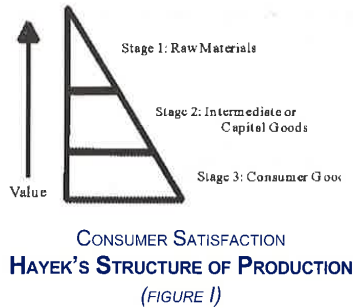 Stage 1: Raw Materials
Stage 2: Intermediate or
Capital Goods
Stage 3: Consumer Good
Value
CONSUMER SATISFACTION
HAYEK'S STRUCTURE OF PRODUCTION
(FIGURE I)